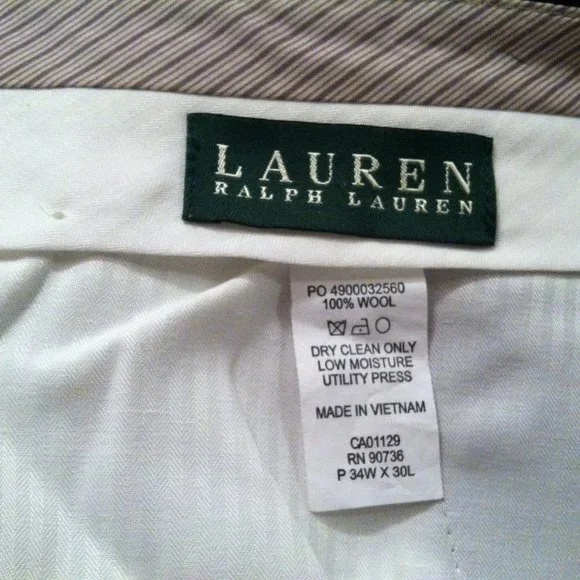 LAUREN
RALPH LAUREN
PO 4900032560
100% WOOL
DRY CLEAN ONLY
LOW MOISTURE
UTILITY PRESS
MADE IN VIETNAM
CA01129
RN 90736
P 34W X 30L